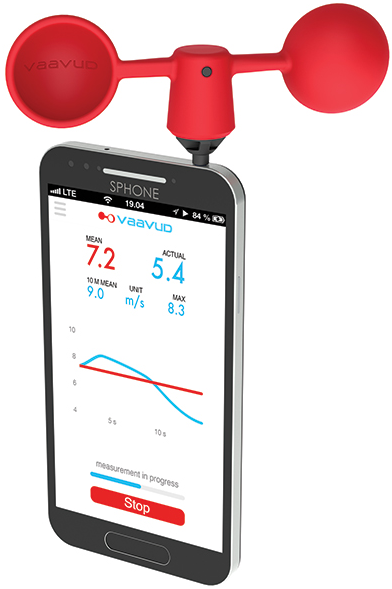 vaavud
SPHONE
LTE 19.04 84 %
vaavud
MEAN ACTUAL
7.2 5.4
10 M MEAN UNIT MAX
9.0 m/s 8.3
10
8
6
4
5 s 10 s
measurement in progress
Stop